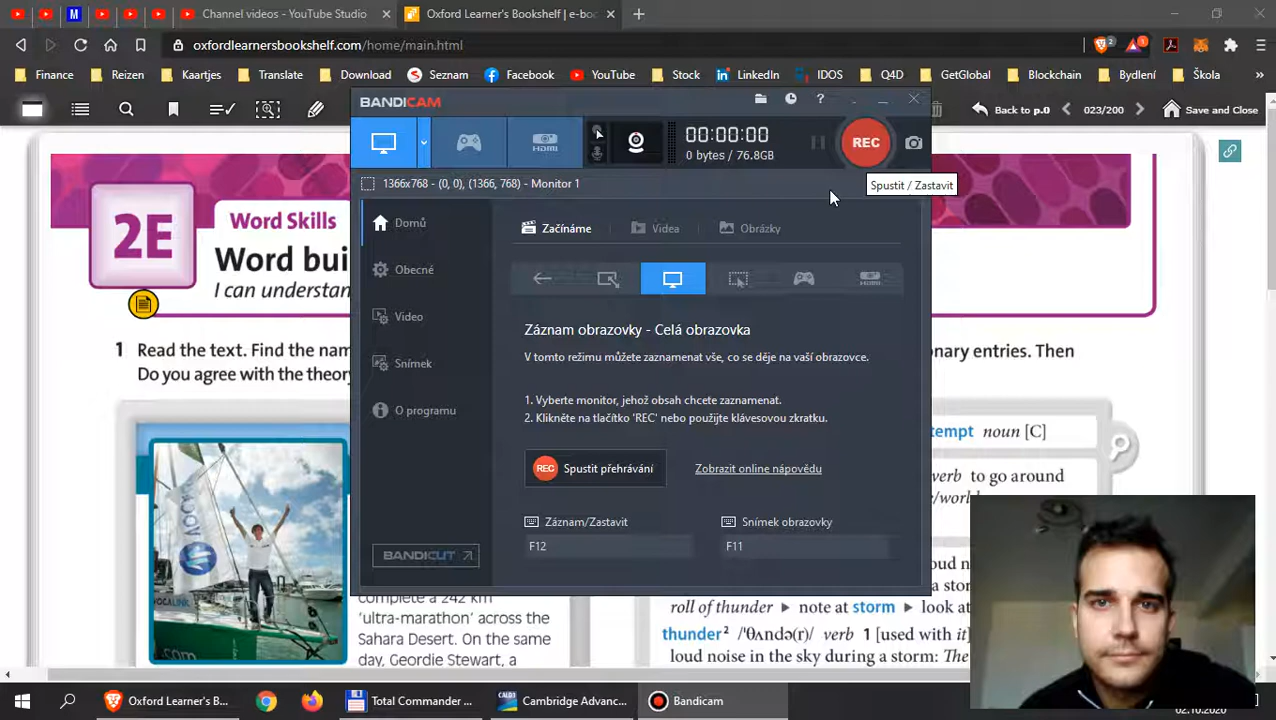 Channel videos - YouTube Studio
Oxford Learner's Bookshelf | e-boo
oxfordlearnersbookshelf.com/home/main.html
2
1
Finance
Reizen
Kaartjes
Translate
Download
Seznam
Facebook
YouTube
Stock
LinkedIn
IDOS
Q4D
GetGlobal
Blockchain
Bydlení
Škola
Back to p.0
023/200
Save and Close
BANDICAM
HDMI
00:00:00
0 bytes / 76.8GB
REC
1366x768 - (0, 0), (1366, 768) - Monitor 1
Spustit / Zastavit
Domů
Obecné
Video
Snímek
O programu
BANDICUT
Začínáme
Videa
Obrázky
Záznam obrazovky - Celá obrazovka
V tomto režimu můžete zaznamenat vše, co se děje na vaší obrazovce.
1. Vyberte monitor, jehož obsah chcete zaznamenat.
2. Klikněte na tlačítko 'REC' nebo použijte klávesovou zkratku.
REC Spustit přehrávání
Zobrazit online nápovědu
Záznam/Zastavit
F12
Snímek obrazovky
F11
2E
Word Skills
Word bui
I can understan
1 Read the text. Find the nam
Do you agree with the theory
onary entries. Then
complete a 242 km
'ultra-marathon' across the
Sahara Desert. On the same
day, Geordie Stewart, a
tempt noun [C]
verb to go around
/world
roll of thunder ▶ note at storm ▶ look at
thunder² /ˈθʌndə(r)/ verb 1 [used with it]
loud noise in the sky during a storm: The
Oxford Learner's B...
Total Commander ...
Cambridge Advanc...
Bandicam
02.10.2020